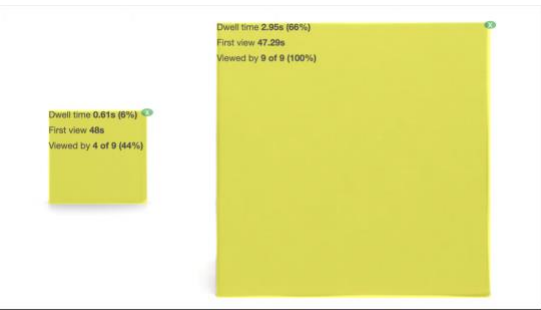 Dwell time 0.61s (6%)
First view 48s
Viewed by 4 of 9 (44%)
Dwell time 2.95s (66%)
First view 47.29s
Viewed by 9 of 9 (100%)
X